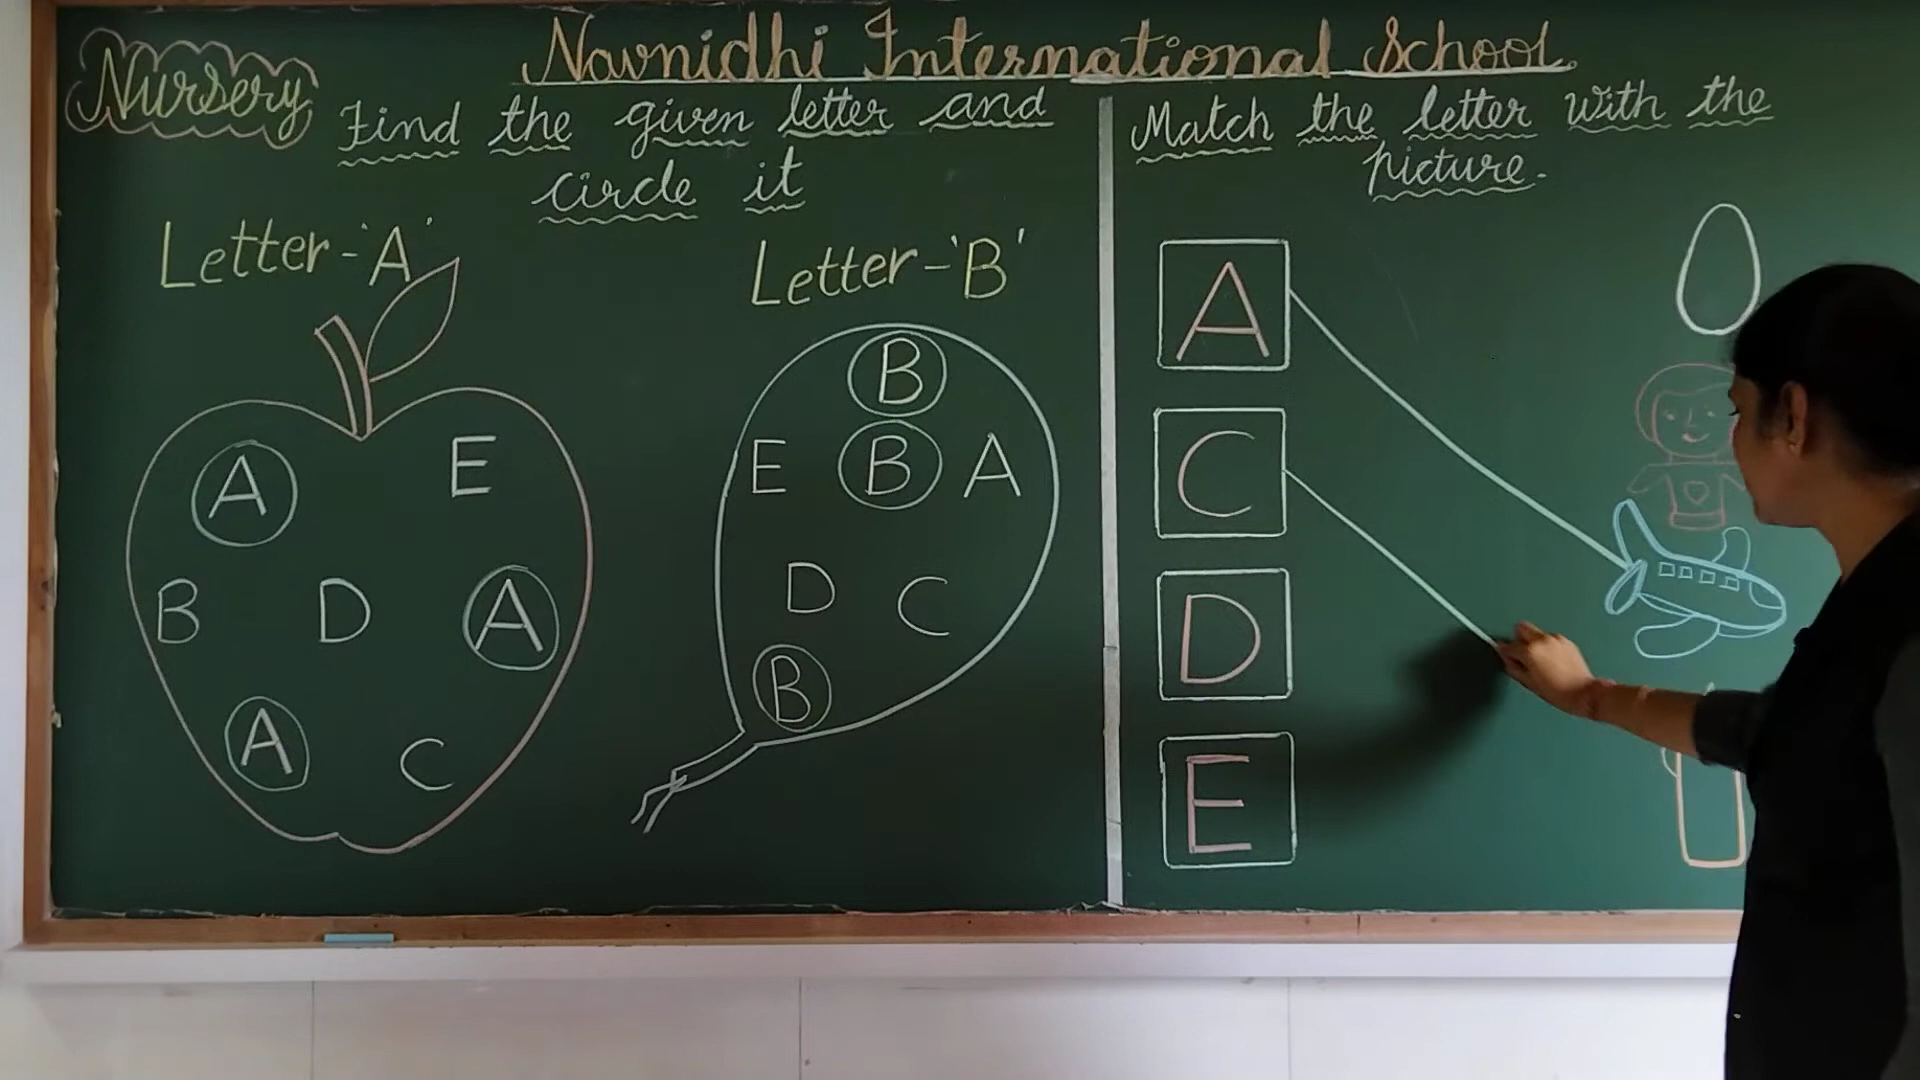 Navnidhi International School.
Nursery
Find the given letter and
circle it
Letter-'A'
A E
B D A
A C
Letter-'B'
B
E B A
D C
B
Match the letter with the
picture.
A
C
D
E